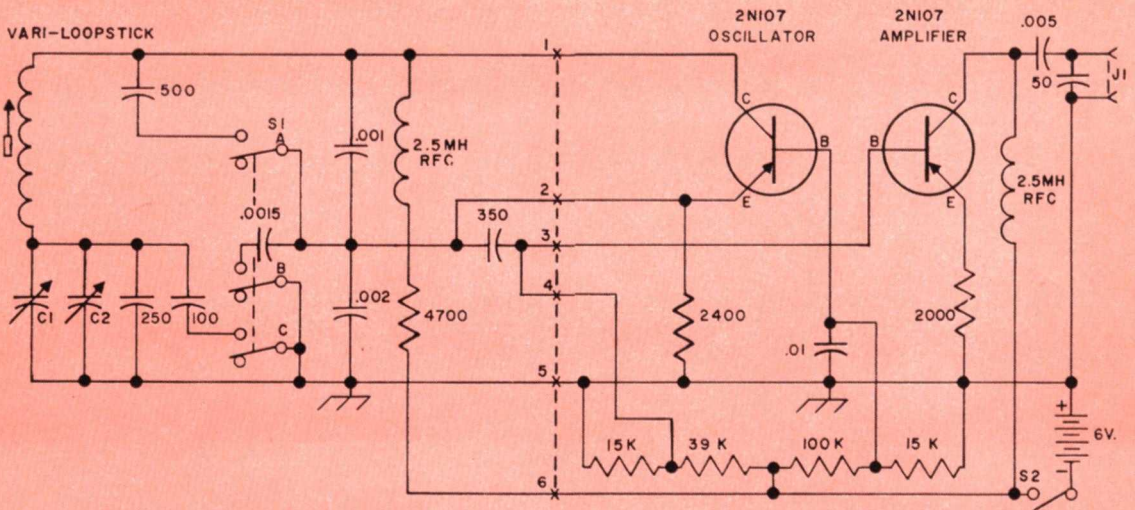 2N107
OSCILLATOR
2N107
AMPLIFIER
.005
VARI-LOOPSTICK
1
50
J1
500
C
C
S1
A
.001
2.5MH
RFC
B
B
2.5MH
RFC
2
E
E
.0015
350
3
B
4
C1
C2
250
100
C
.002
4700
2400
.01
2000
5
+
6V.
-
15K
39K
100K
15K
S2
6